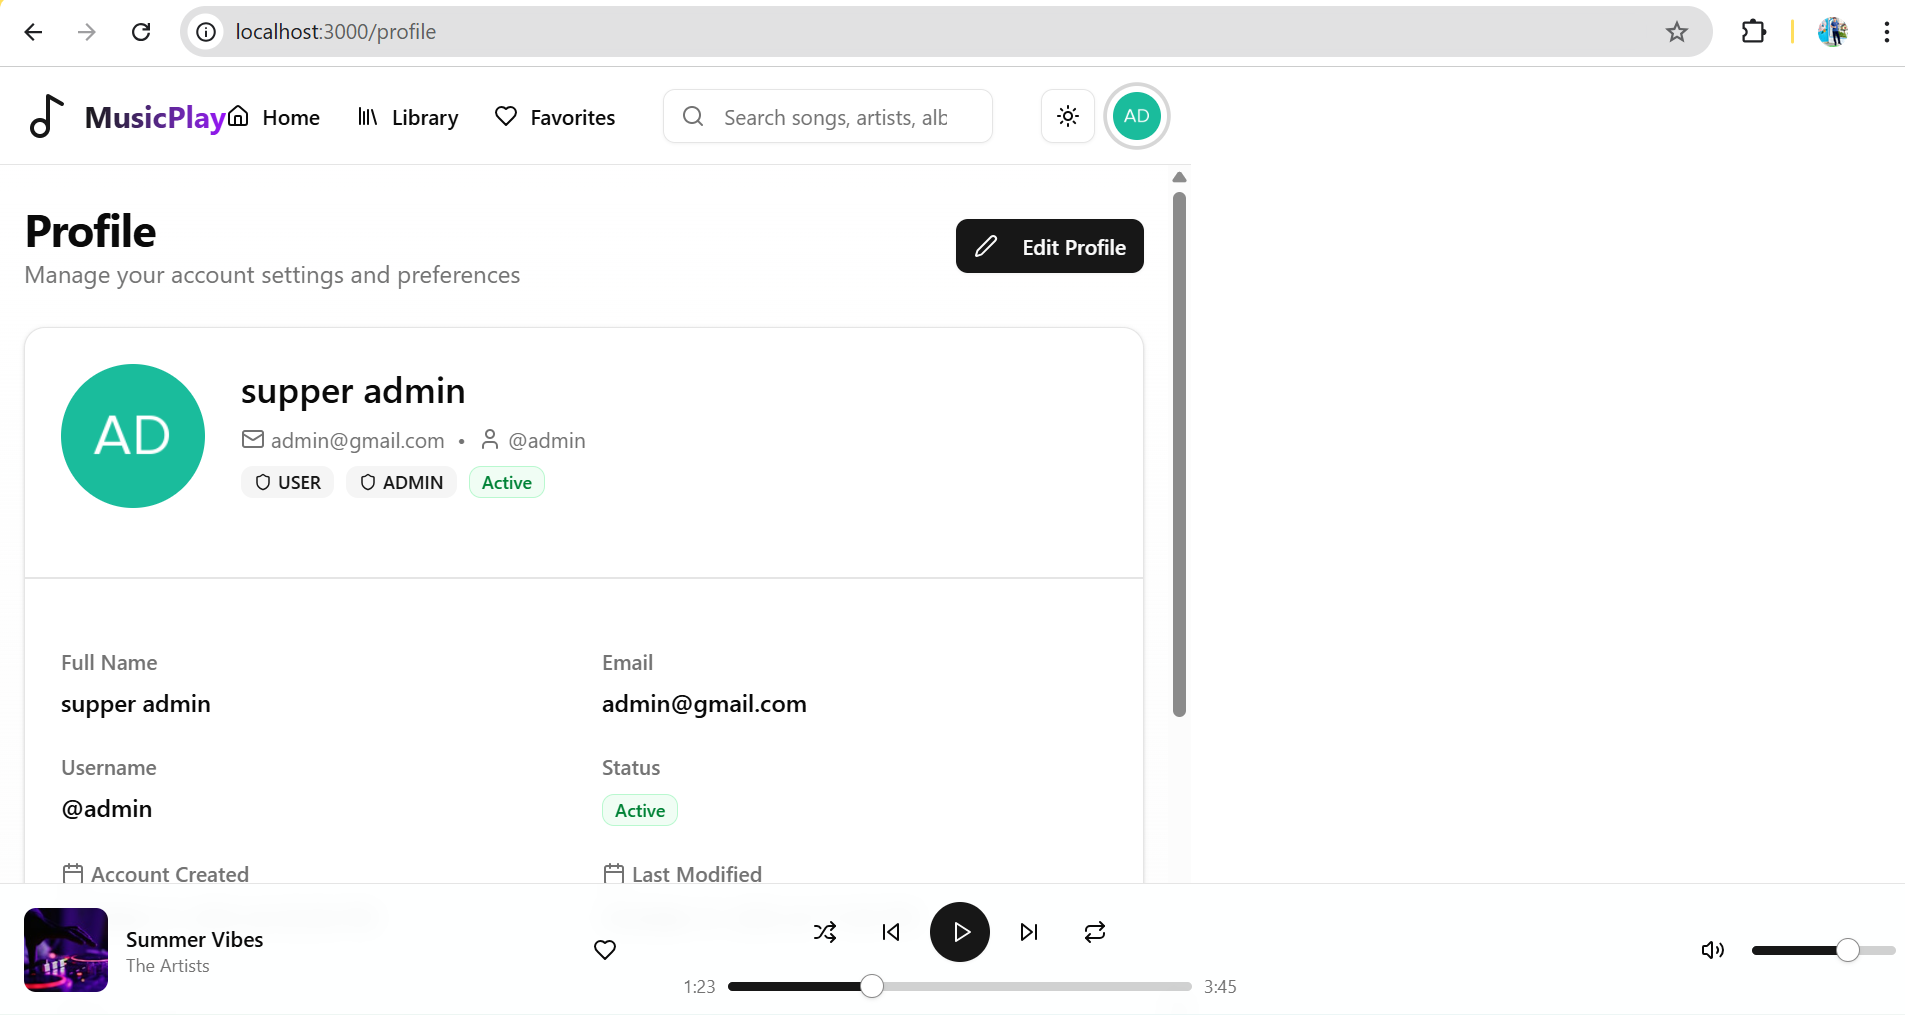 localhost:3000/profile
MusicPlay Home Library Favorites Search songs, artists, alb AD
Profile
Edit Profile
Manage your account settings and preferences
AD
supper admin
admin@gmail.com • @admin
USER ADMIN Active
Full Name Email
supper admin admin@gmail.com
Username Status
@admin Active
Account Created Last Modified
Summer Vibes
The Artists
1:23 3:45